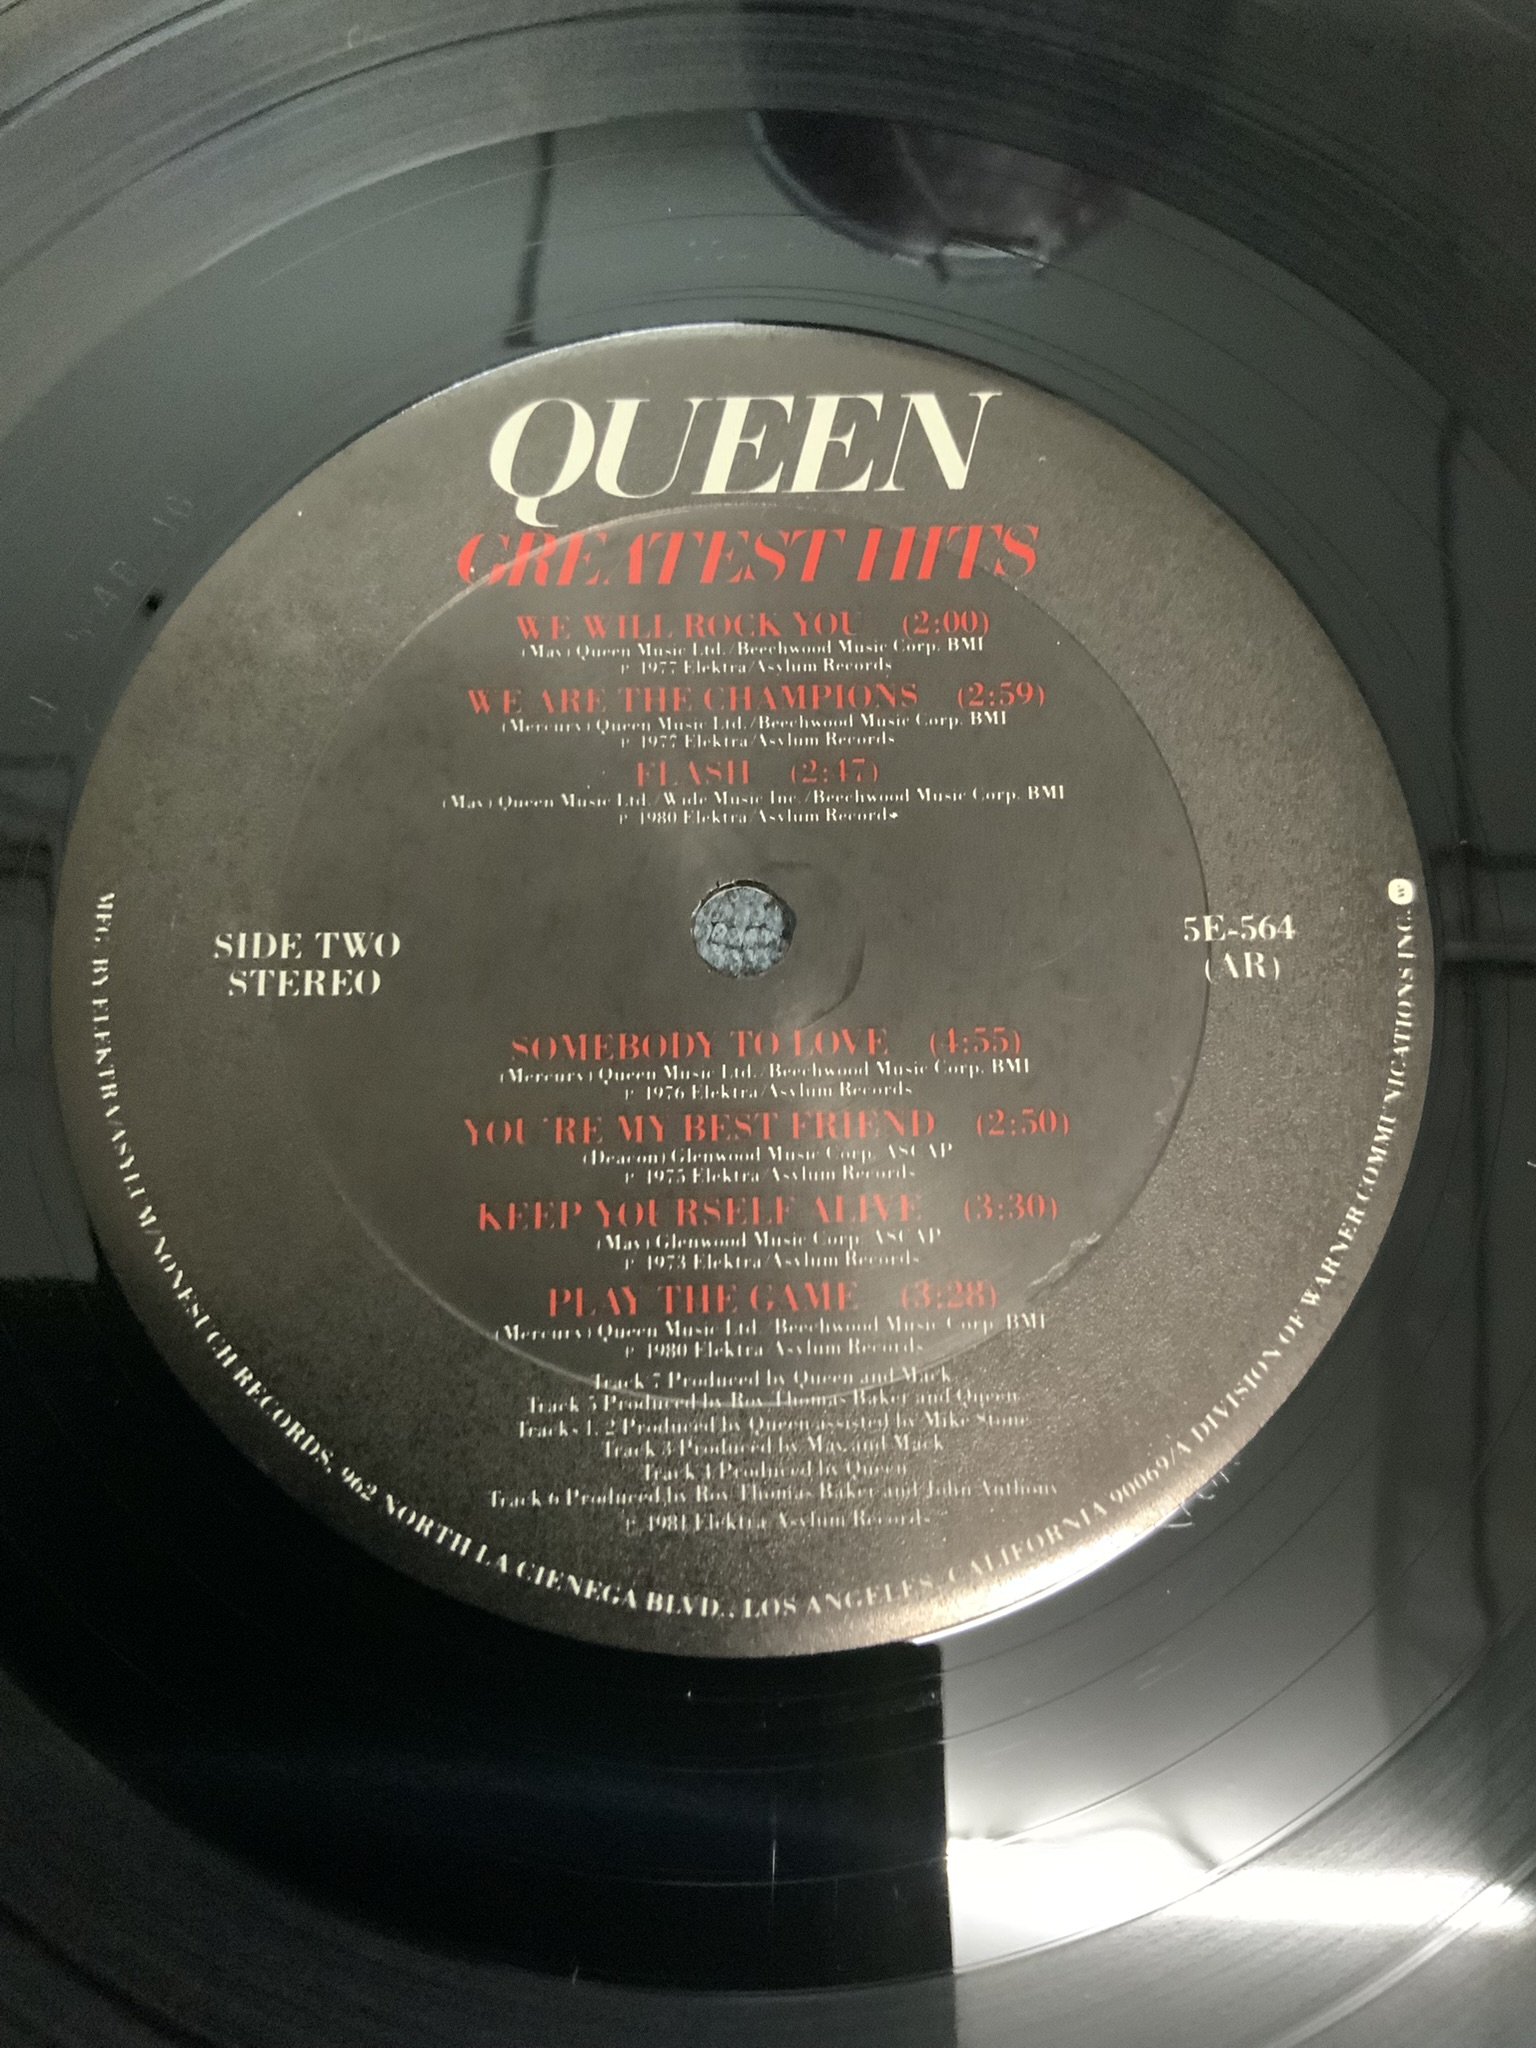 QUEEN
GREATEST HITS
WE WILL ROCK YOU (2:00)
(May) Queen Music Ltd./Beechwood Music Corp. BMI
℗ 1977 Elektra/Asylum Records
WE ARE THE CHAMPIONS (2:59)
(Mercury) Queen Music Ltd./Beechwood Music Corp. BMI
℗ 1977 Elektra/Asylum Records
FLASH (2:47)
(May) Queen Music Ltd./Wide Music Inc./Beechwood Music Corp. BMI
℗ 1980 Elektra/Asylum Records
SIDE TWO
STEREO
5E-564
(AR)
SOMEBODY TO LOVE (4:55)
(Mercury) Queen Music Ltd./Beechwood Music Corp. BMI
℗ 1976 Elektra/Asylum Records
YOU'RE MY BEST FRIEND (2:50)
(Deacon) Glenwood Music Corp. ASCAP
℗ 1975 Elektra/Asylum Records
KEEP YOURSELF ALIVE (3:30)
(May) Glenwood Music Corp. ASCAP
℗ 1973 Elektra/Asylum Records
PLAY THE GAME (3:28)
(Mercury) Queen Music Ltd./Beechwood Music Corp. BMI
℗ 1980 Elektra/Asylum Records
Track 7 Produced by Queen and Mack
Track 5 Produced by Roy Thomas Baker and Queen
Tracks 1, 2 Produced by Queen assisted by Mike Stone
Track 3 Produced by May and Mack
Track 4 Produced by Queen
Track 6 Produced by Roy Thomas Baker and John Anthony
℗ 1981 Elektra/Asylum Records
MFG. BY ELEKTRA/ASYLUM/NONESUCH RECORDS, 962 NORTH LA CIENEGA BLVD., LOS ANGELES, CALIFORNIA 90069/A DIVISION OF WARNER COMMUNICATIONS INC.